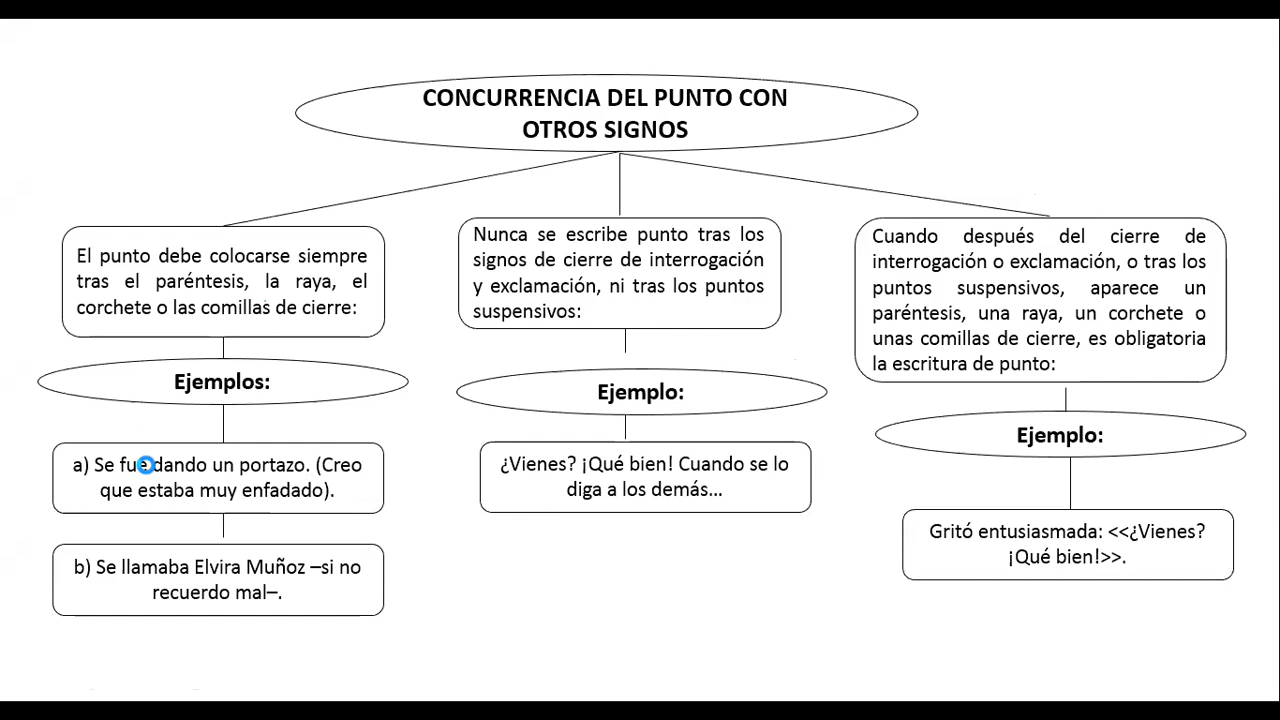 CONCURRENCIA DEL PUNTO CON
OTROS SIGNOS
El punto debe colocarse siempre
tras el paréntesis, la raya, el
corchete o las comillas de cierre:
Ejemplos:
a) Se fue dando un portazo. (Creo
que estaba muy enfadado).
b) Se llamaba Elvira Muñoz –si no
recuerdo mal–.
Nunca se escribe punto tras los
signos de cierre de interrogación
y exclamación, ni tras los puntos
suspensivos:
Ejemplo:
¿Vienes? ¡Qué bien! Cuando se lo
diga a los demás...
Cuando después del cierre de
interrogación o exclamación, o tras los
puntos suspensivos, aparece un
paréntesis, una raya, un corchete o
unas comillas de cierre, es obligatoria
la escritura de punto:
Ejemplo:
Gritó entusiasmada: <<¿Vienes?
¡Qué bien!>>.